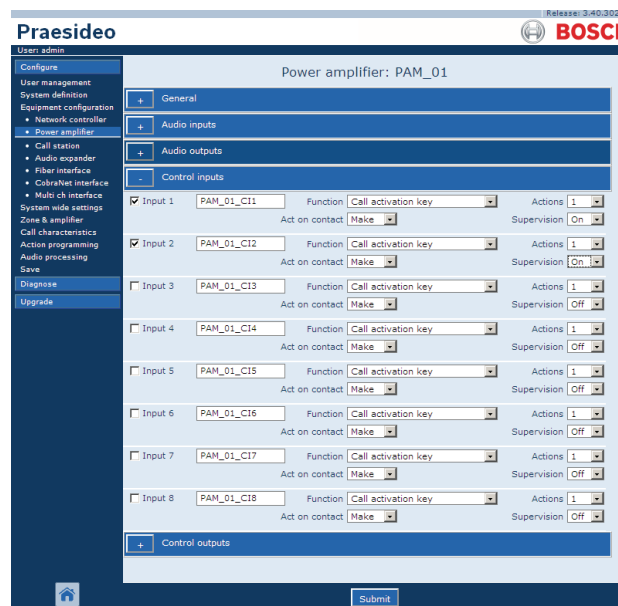 Release: 3.40.302
Praesideo
BOSCH
User: admin
Configure
User management
System definition
Equipment configuration
• Network controller
• Power amplifier
• Call station
• Audio expander
• Fiber interface
• CobraNet interface
• Multi ch interface
System wide settings
Zone & amplifier
Call characteristics
Action programming
Audio processing
Save
Diagnose
Upgrade
Power amplifier: PAM_01
+ General
+ Audio inputs
+ Audio outputs
- Control inputs
Input 1 PAM_01_CI1 Function Call activation key Actions 1
Act on contact Make Supervision On
Input 2 PAM_01_CI2 Function Call activation key Actions 1
Act on contact Make Supervision On
Input 3 PAM_01_CI3 Function Call activation key Actions 1
Act on contact Make Supervision Off
Input 4 PAM_01_CI4 Function Call activation key Actions 1
Act on contact Make Supervision Off
Input 5 PAM_01_CI5 Function Call activation key Actions 1
Act on contact Make Supervision Off
Input 6 PAM_01_CI6 Function Call activation key Actions 1
Act on contact Make Supervision Off
Input 7 PAM_01_CI7 Function Call activation key Actions 1
Act on contact Make Supervision Off
Input 8 PAM_01_CI8 Function Call activation key Actions 1
Act on contact Make Supervision Off
+ Control outputs
Submit